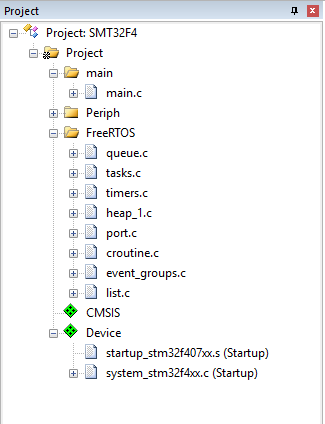 Project
Project: SMT32F4
Project
main
main.c
Periph
FreeRTOS
queue.c
tasks.c
timers.c
heap_1.c
port.c
croutine.c
event_groups.c
list.c
CMSIS
Device
startup_stm32f407xx.s (Startup)
system_stm32f4xx.c (Startup)